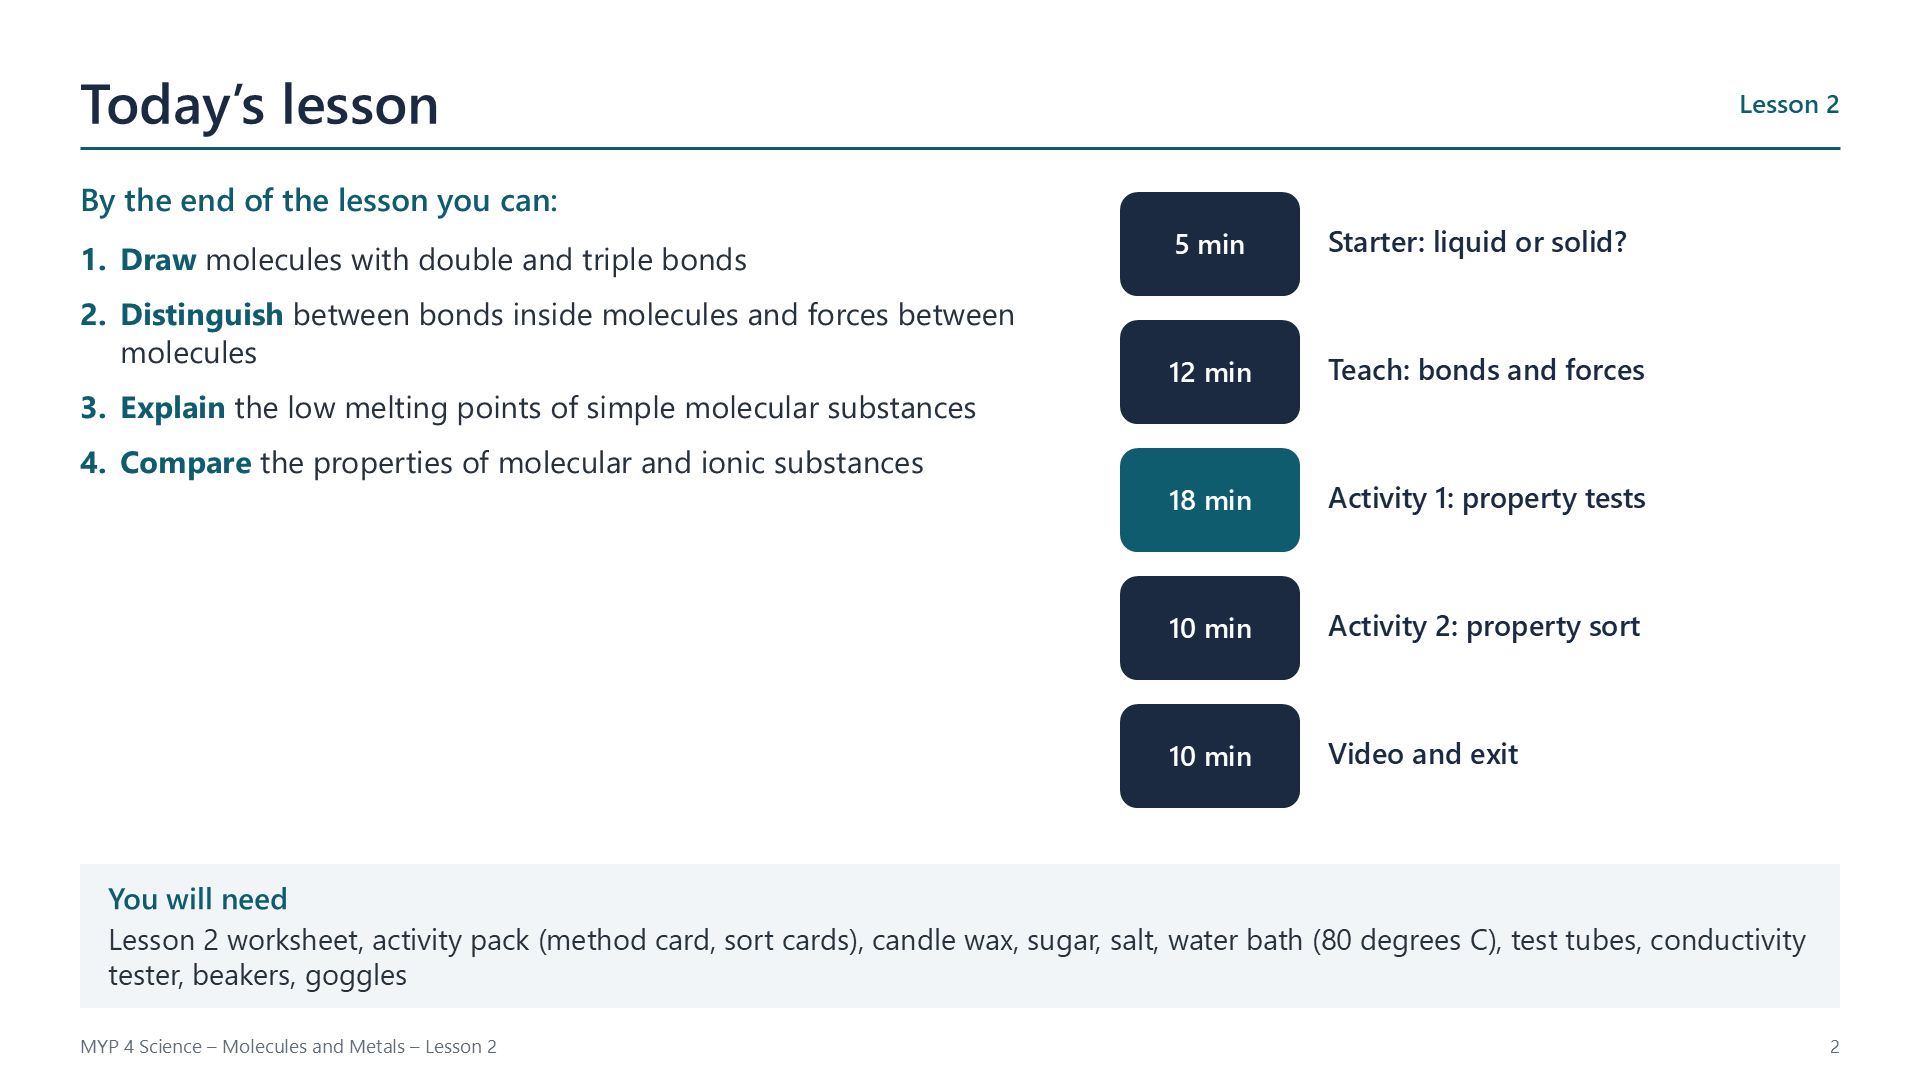 Today’s lesson
Lesson 2
By the end of the lesson you can:
1. Draw molecules with double and triple bonds
2. Distinguish between bonds inside molecules and forces between
molecules
3. Explain the low melting points of simple molecular substances
4. Compare the properties of molecular and ionic substances
5 min
Starter: liquid or solid?
12 min
Teach: bonds and forces
18 min
Activity 1: property tests
10 min
Activity 2: property sort
10 min
Video and exit
You will need
Lesson 2 worksheet, activity pack (method card, sort cards), candle wax, sugar, salt, water bath (80 degrees C), test tubes, conductivity
tester, beakers, goggles
MYP 4 Science – Molecules and Metals – Lesson 2
2